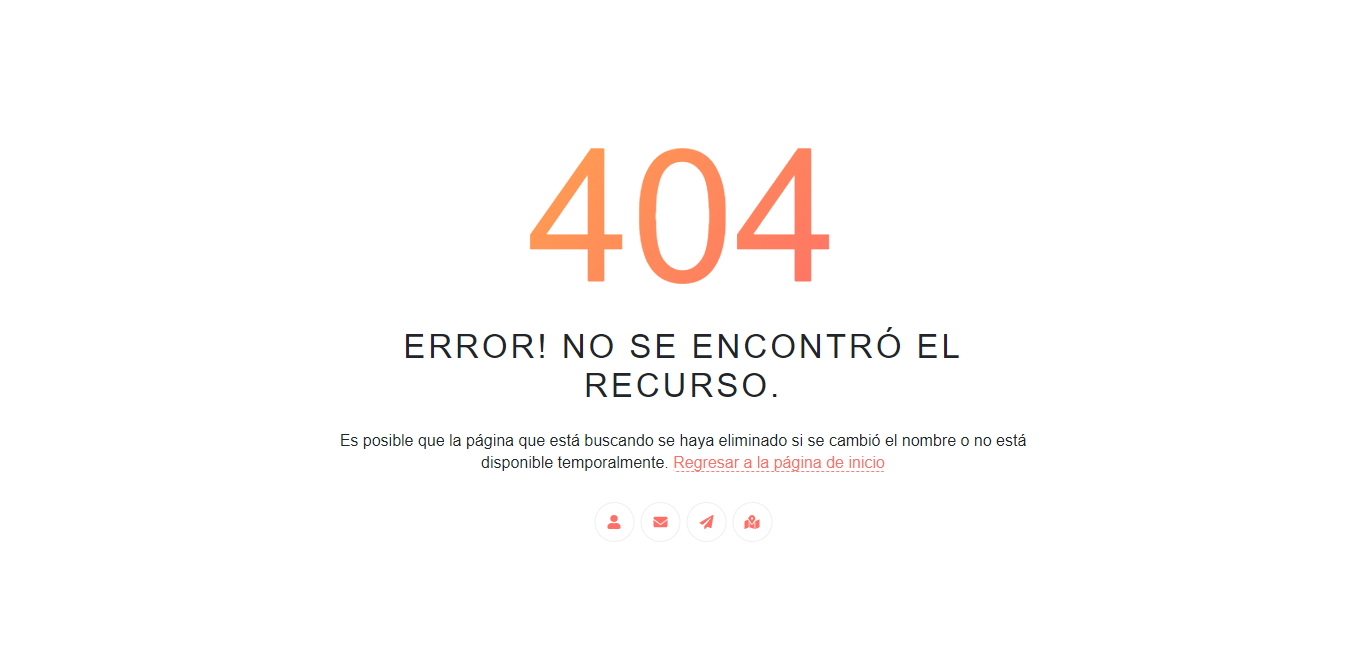 404
ERROR! NO SE ENCONTRÓ EL
RECURSO.
Es posible que la página que está buscando se haya eliminado si se cambió el nombre o no está
disponible temporalmente. Regresar a la página de inicio